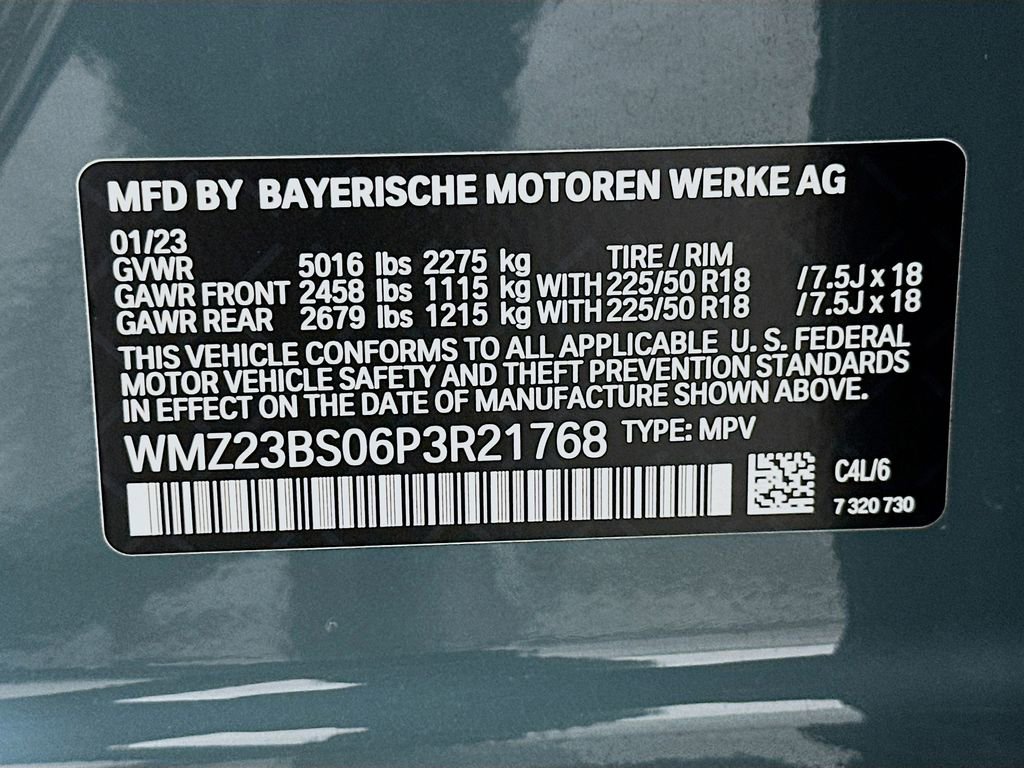 MFD BY BAYERISCHE MOTOREN WERKE AG
01/23 TIRE / RIM
GVWR 5016 lbs 2275 kg
GAWR FRONT 2458 lbs 1115 kg WITH 225/50 R18 /7.5J x 18
GAWR REAR 2679 lbs 1215 kg WITH 225/50 R18 /7.5J x 18
THIS VEHICLE CONFORMS TO ALL APPLICABLE U. S. FEDERAL
MOTOR VEHICLE SAFETY AND THEFT PREVENTION STANDARDS
IN EFFECT ON THE DATE OF MANUFACTURE SHOWN ABOVE.
WMZ23BS06P3R21768 TYPE: MPV
C4L/6
7 320 730